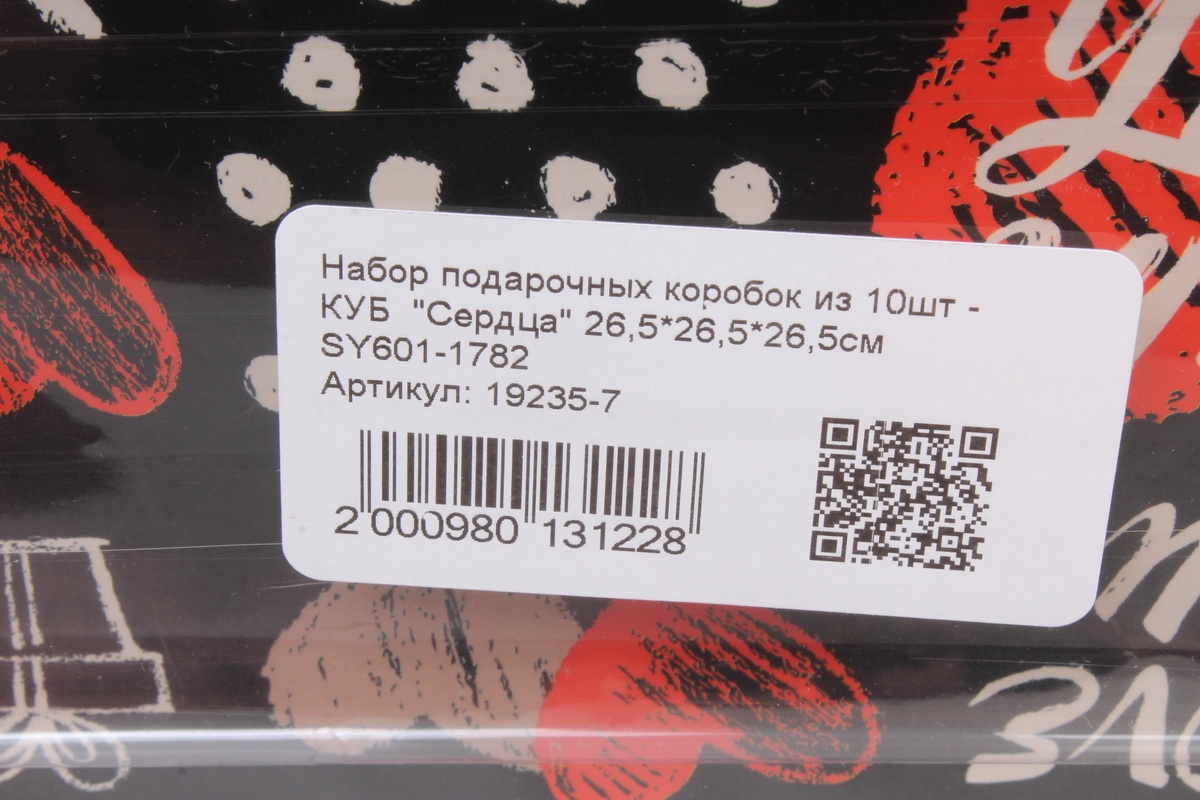 Набор подарочных коробок из 10шт -
КУБ "Сердца" 26,5*26,5*26,5см
SY601-1782
Артикул: 19235-7
2 000980 131228